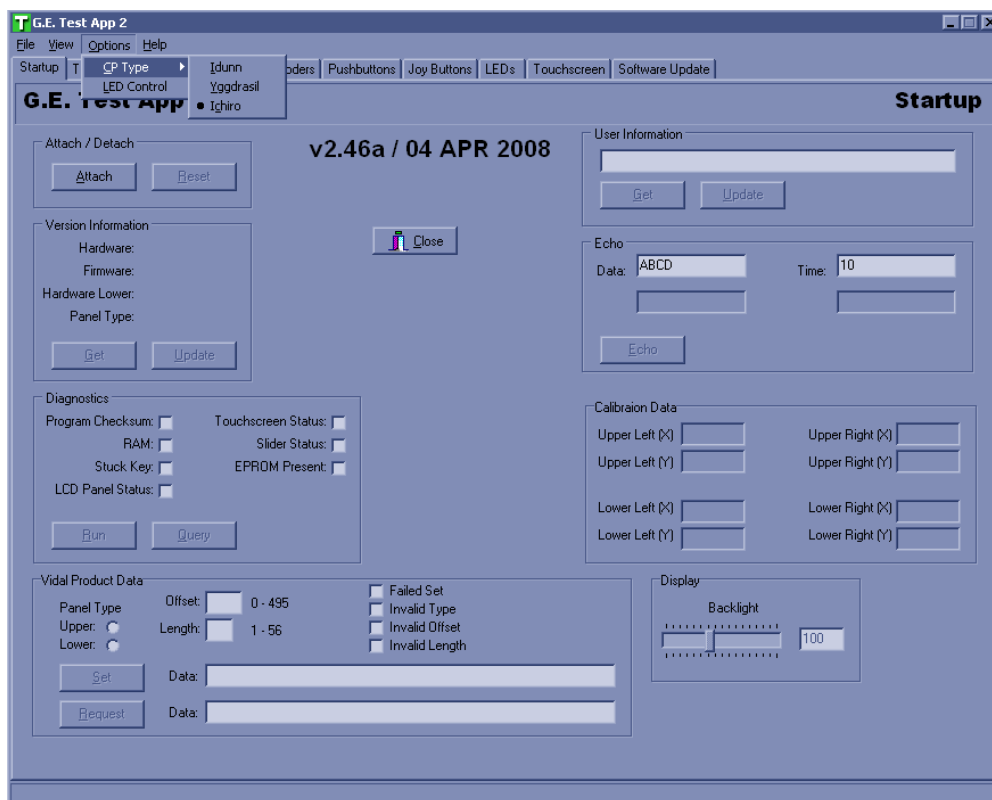 G.E. Test App 2
File View Options Help
Startup T oders Pushbuttons Joy Buttons LEDs Touchscreen Software Update
CP Type
LED Control
Idunn
Yggdrasil
Ichiro
G.E. Test App
Startup
v2.46a / 04 APR 2008
Close
Attach / Detach
Attach Reset
Version Information
Hardware:
Firmware:
Hardware Lower:
Panel Type:
Get Update
User Information
Get Update
Echo
Data: ABCD Time: 10
Echo
Diagnostics
Program Checksum: Touchscreen Status:
RAM: Slider Status:
Stuck Key: EPROM Present:
LCD Panel Status:
Run Query
Calibraion Data
Upper Left (X) Upper Right (X)
Upper Left (Y) Upper Right (Y)
Lower Left (X) Lower Right (X)
Lower Left (Y) Lower Right (Y)
Vidal Product Data
Panel Type
Upper:
Lower:
Offset: 0 - 495
Length: 1 - 56
Failed Set
Invalid Type
Invalid Offset
Invalid Length
Set Data:
Request Data:
Display
Backlight
100